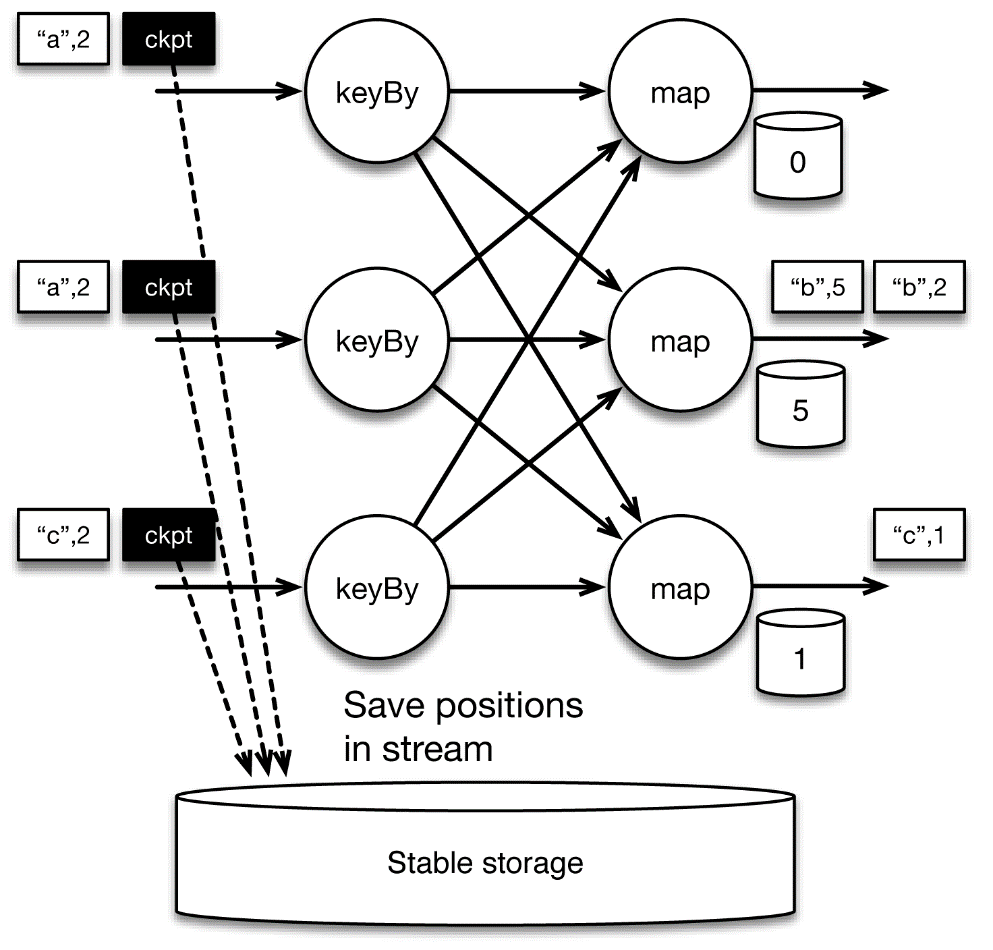 “a”,2 ckpt
keyBy map
0
“a”,2 ckpt “b”,5 “b”,2
keyBy map
5
“c”,2 ckpt “c”,1
keyBy map
1
Save positions
in stream
Stable storage